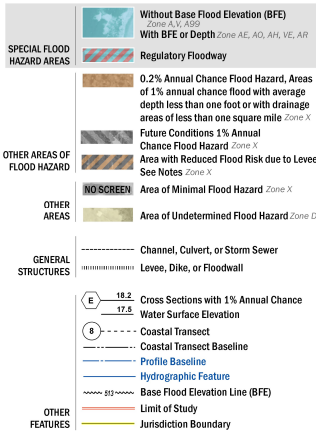 Without Base Flood Elevation (BFE)
Zone A,V, A99
With BFE or Depth Zone AE, AO, AH, VE, AR
SPECIAL FLOOD
HAZARD AREAS
Regulatory Floodway
0.2% Annual Chance Flood Hazard, Areas
of 1% annual chance flood with average
depth less than one foot or with drainage
areas of less than one square mile Zone X
Future Conditions 1% Annual
Chance Flood Hazard Zone X
OTHER AREAS OF
FLOOD HAZARD
Area with Reduced Flood Risk due to Levee
See Notes Zone X
NO SCREEN
Area of Minimal Flood Hazard Zone X
OTHER
AREAS
Area of Undetermined Flood Hazard Zone D
GENERAL
STRUCTURES
Channel, Culvert, or Storm Sewer
Levee, Dike, or Floodwall
E 18.2 Cross Sections with 1% Annual Chance
17.5 Water Surface Elevation
8 Coastal Transect
Coastal Transect Baseline
Profile Baseline
Hydrographic Feature
513 Base Flood Elevation Line (BFE)
OTHER
FEATURES
Limit of Study
Jurisdiction Boundary